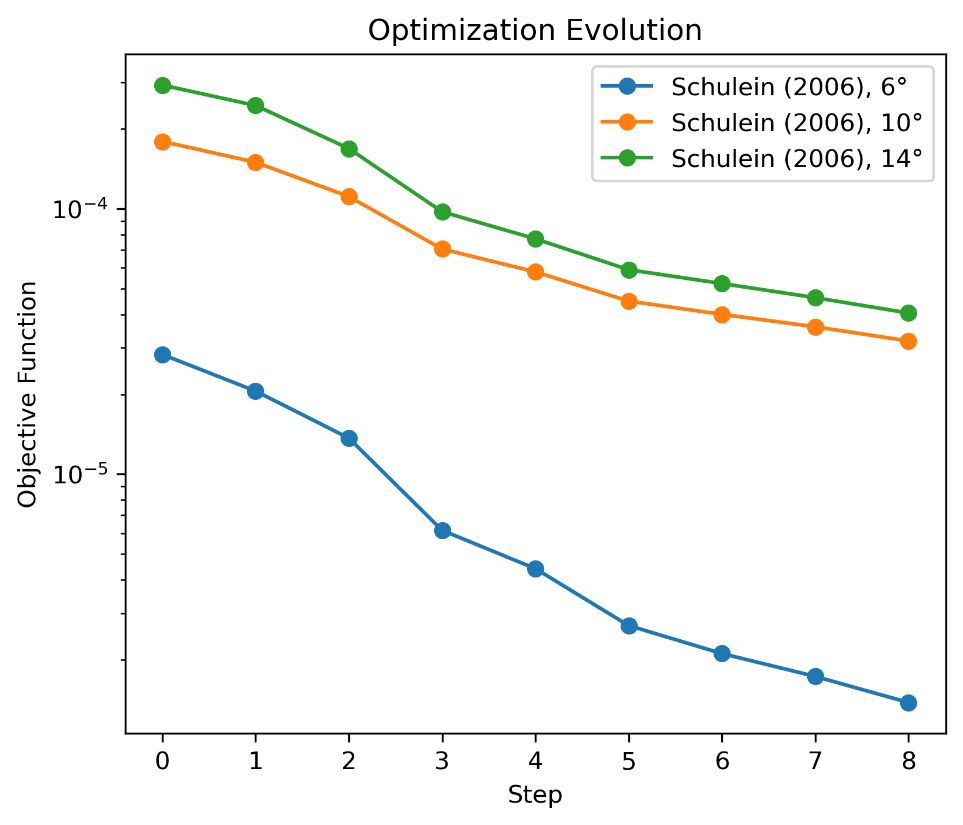 Optimization Evolution
Schulein (2006), 6°
Schulein (2006), 10°
Schulein (2006), 14°
Objective Function
10⁻⁴
10⁻⁵
0 1 2 3 4 5 6 7 8
Step